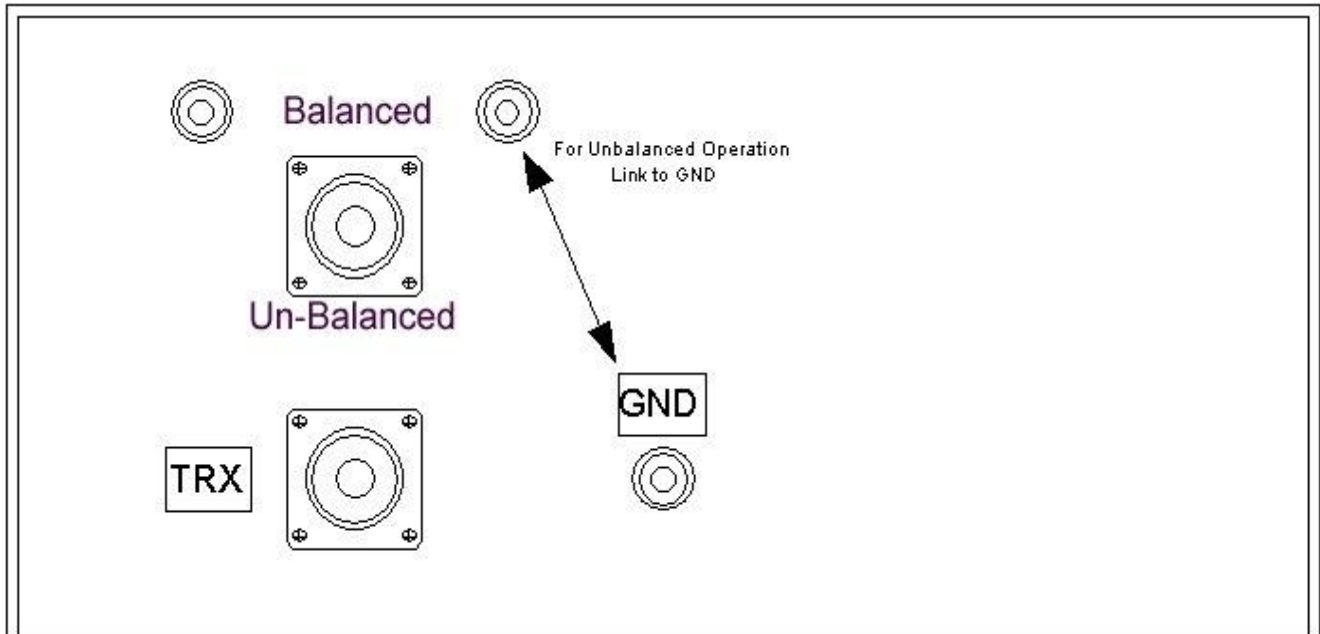 Balanced
For Unbalanced Operation
Link to GND
Un-Balanced
GND
TRX